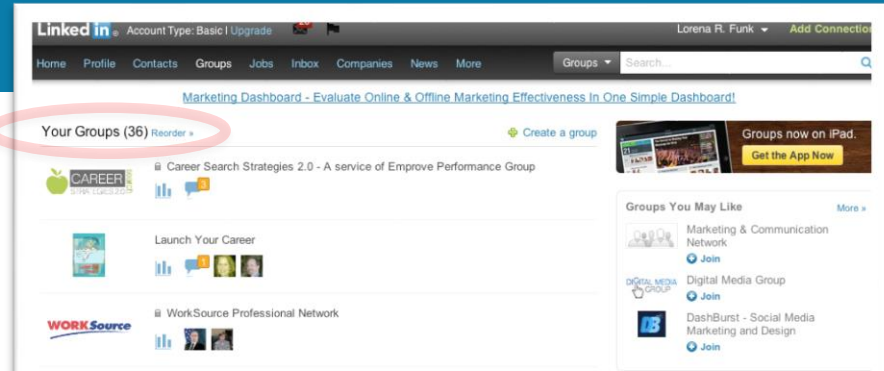 Linked in ® Account Type: Basic | Upgrade
Lorena R. Funk Add Connection
Home Profile Contacts Groups Jobs Inbox Companies News More
Groups Search...
Marketing Dashboard - Evaluate Online & Offline Marketing Effectiveness In One Simple Dashboard!
Your Groups (36) Reorder »
Create a group
CAREER
Career Search Strategies 2.0 - A service of Emprove Performance Group
3
Launch Your Career
1
WORKSource
WorkSource Professional Network
Groups now on iPad.
Get the App Now
Groups You May Like More »
Marketing & Communication
Network
Join
DIGITAL MEDIA
GROUP
Digital Media Group
Join
DB
DashBurst - Social Media
Marketing and Design
Join